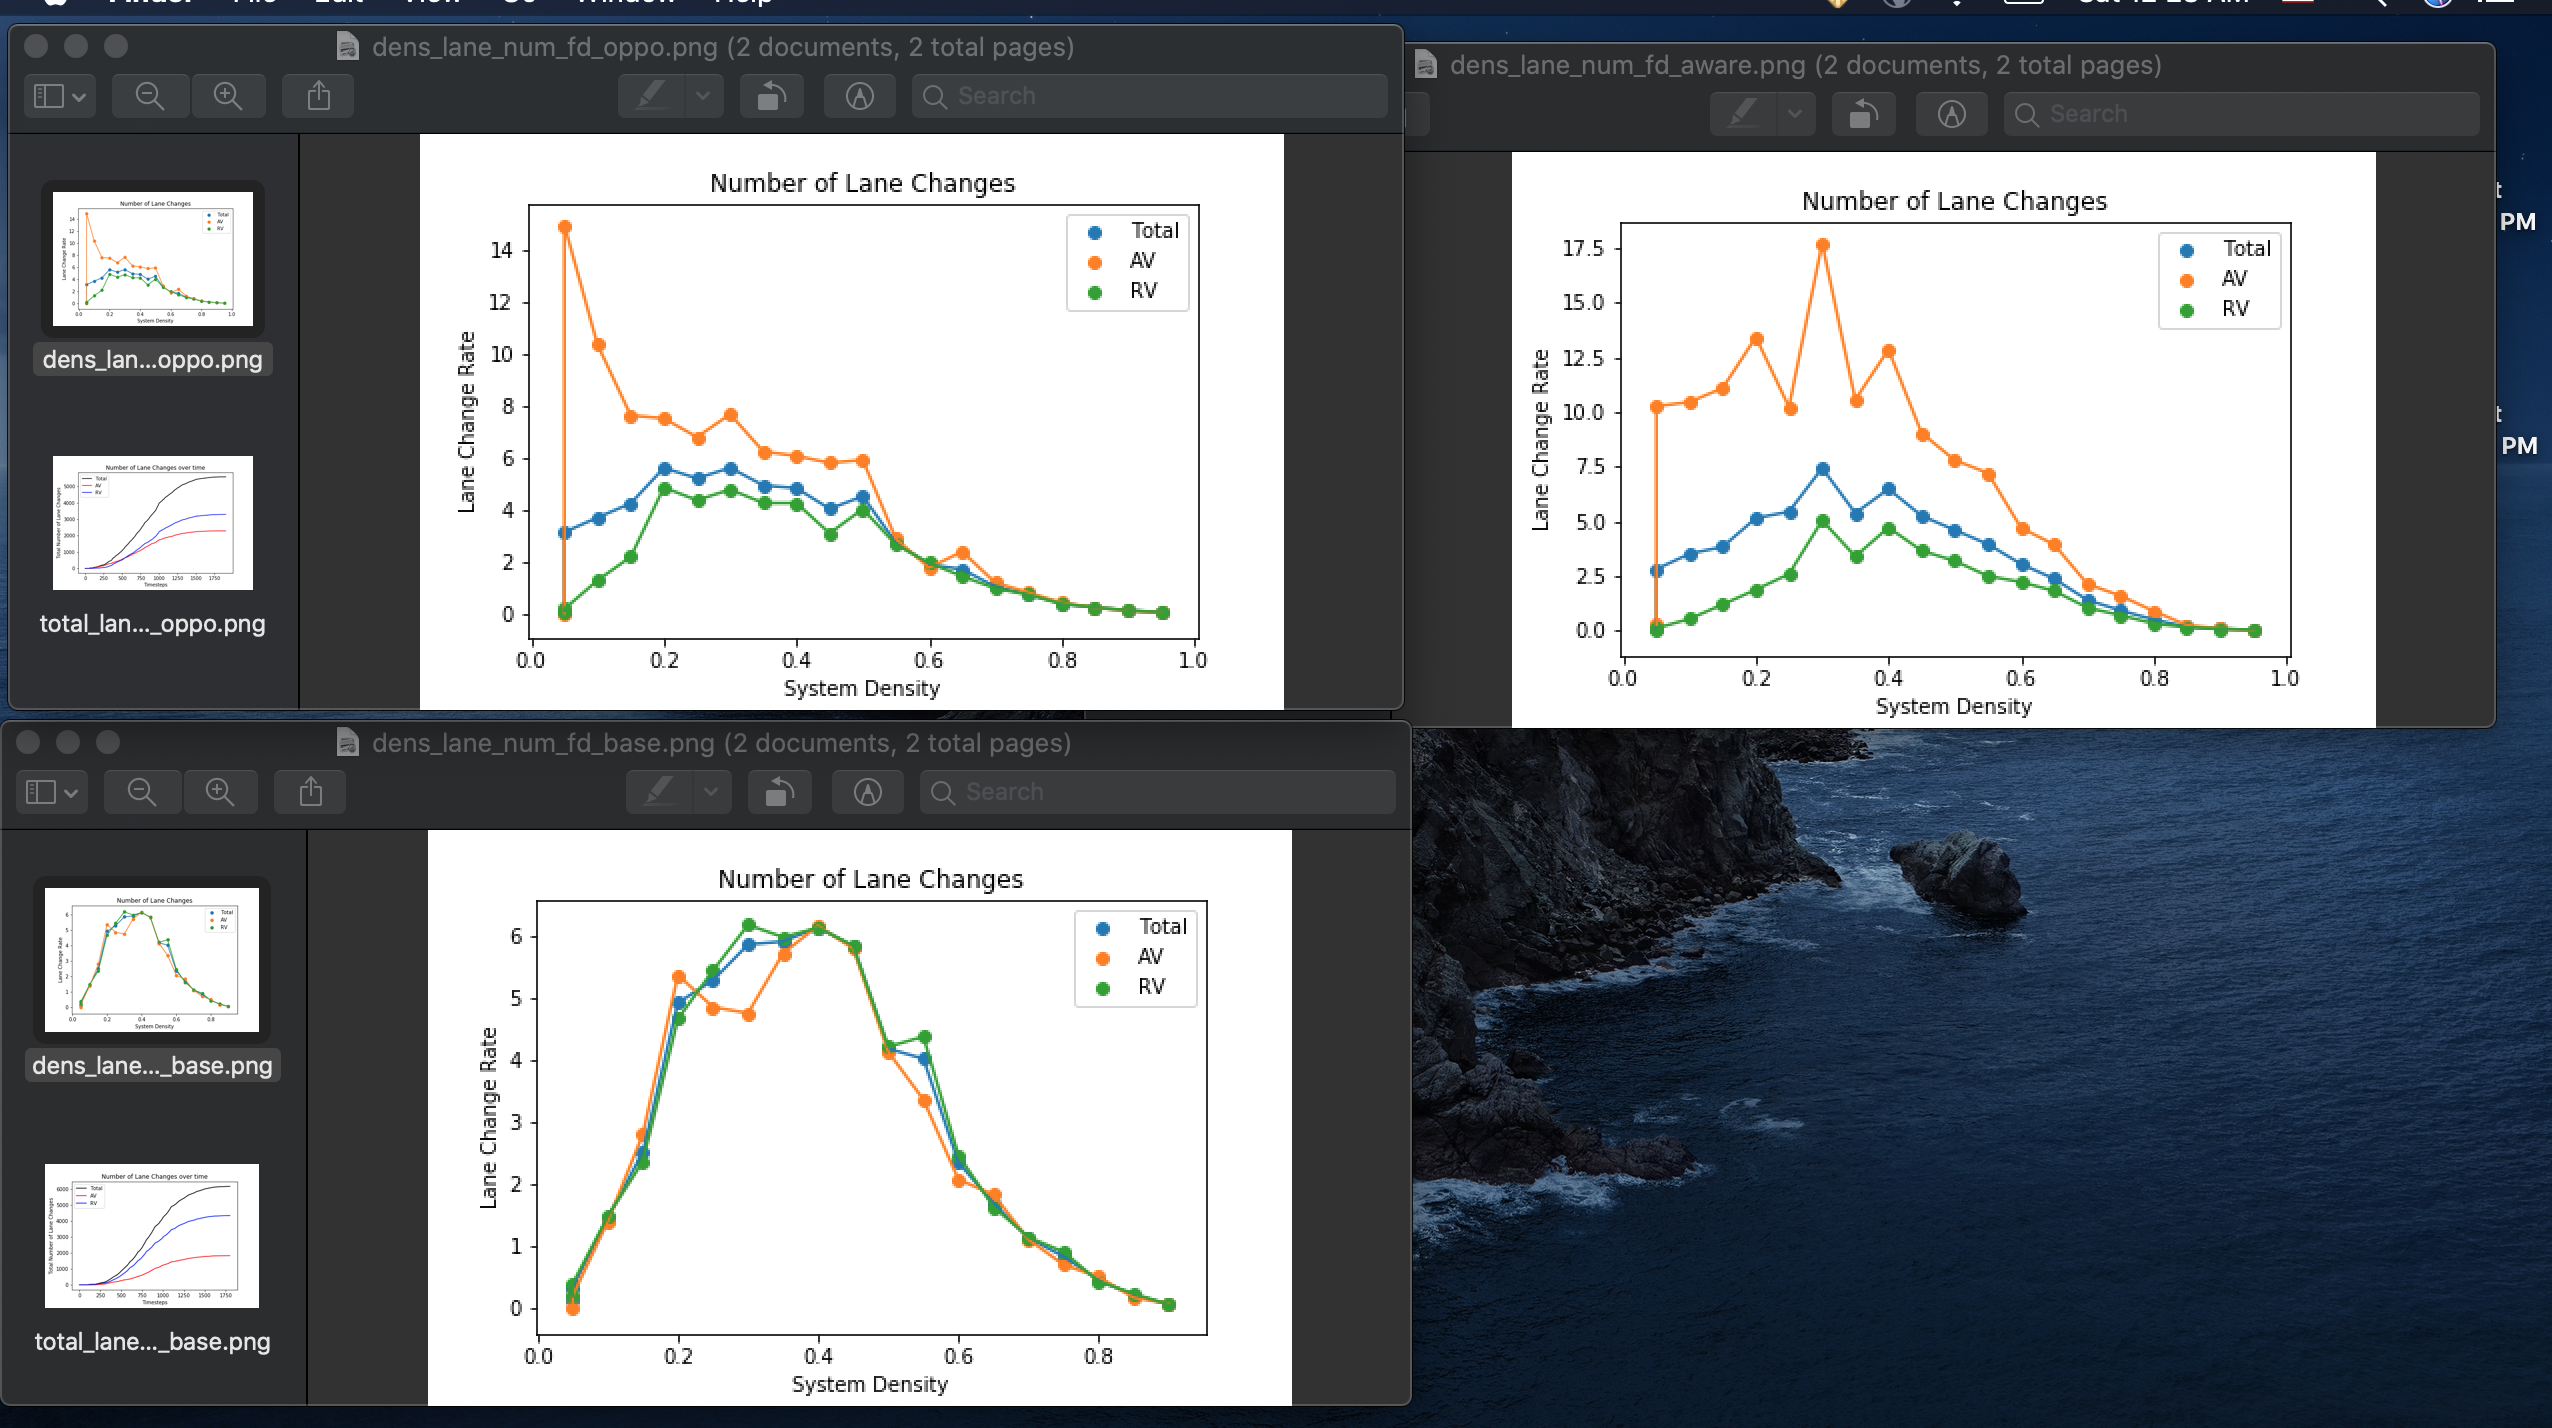 Finder File Edit View Go Window Help
dens_lane_num_fd_oppo.png (2 documents, 2 total pages)
Search
dens_lan...oppo.png
total_lan..._oppo.png
Number of Lane Changes
Total
AV
RV
Lane Change Rate
14
12
10
8
6
4
2
0
0.0 0.2 0.4 0.6 0.8 1.0
System Density
dens_lane_num_fd_aware.png (2 documents, 2 total pages)
Search
Number of Lane Changes
Total
AV
RV
Lane Change Rate
17.5
15.0
12.5
10.0
7.5
5.0
2.5
0.0
0.0 0.2 0.4 0.6 0.8 1.0
System Density
t
PM
t
PM
dens_lane_num_fd_base.png (2 documents, 2 total pages)
Search
dens_lane..._base.png
total_lane..._base.png
Number of Lane Changes
Total
AV
RV
Lane Change Rate
6
5
4
3
2
1
0
0.0 0.2 0.4 0.6 0.8
System Density